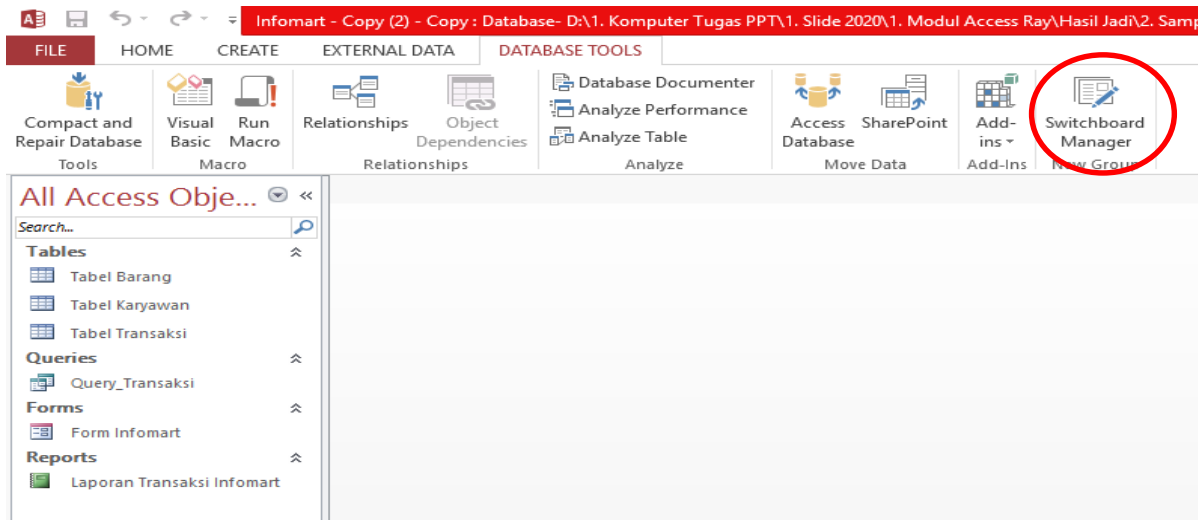 Infomart - Copy (2) - Copy : Database- D:\1. Komputer Tugas PPT\1. Slide 2020\1. Modul Access Ray\Hasil Jadi\2. Samp
FILE HOME CREATE EXTERNAL DATA DATABASE TOOLS
Compact and Repair Database
Visual Basic
Run Macro
Relationships
Object Dependencies
Database Documenter
Analyze Performance
Analyze Table
Access Database
SharePoint
Add-ins
Switchboard Manager
Tools Macro Relationships Analyze Move Data Add-Ins New Group
All Access Obje...
Search...
Tables
Tabel Barang
Tabel Karyawan
Tabel Transaksi
Queries
Query_Transaksi
Forms
Form Infomart
Reports
Laporan Transaksi Infomart